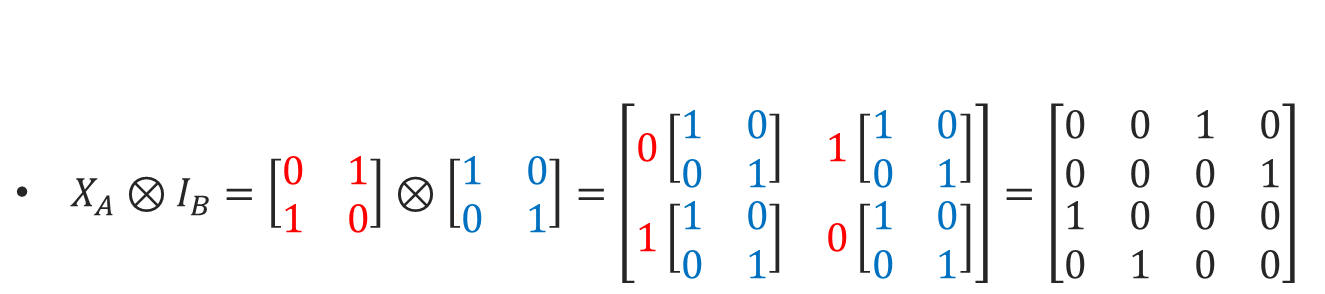 • X_A ⊗ I_B = [0 1; 1 0] ⊗ [1 0; 0 1] = [0[1 0; 0 1] 1[1 0; 0 1]; 1[1 0; 0 1] 0[1 0; 0 1]] = [0 0 1 0; 0 0 0 1; 1 0 0 0; 0 1 0 0]